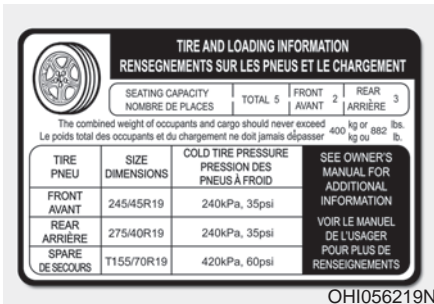 TIRE AND LOADING INFORMATION
RENSEGNEMENTS SUR LES PNEUS ET LE CHARGEMENT
SEATING CAPACITY
NOMBRE DE PLACES
TOTAL 5
FRONT
AVANT
2
REAR
ARRIÈRE
3
The combined weight of occupants and cargo should never exceed 400 kg or 882 lbs.
Le poids total des occupants et du chargement ne doit jamais dépasser kg ou lb.
TIRE
PNEU
SIZE
DIMENSIONS
COLD TIRE PRESSURE
PRESSION DES
PNEUS À FROID
FRONT
AVANT
245/45R19
240kPa, 35psi
REAR
ARRIÈRE
275/40R19
240kPa, 35psi
SPARE
DE SECOURS
T155/70R19
420kPa, 60psi
SEE OWNER'S
MANUAL FOR
ADDITIONAL
INFORMATION
VOIR LE MANUEL
DE L'USAGER
POUR PLUS DE
RENSEIGNEMENTS
OHI056219N